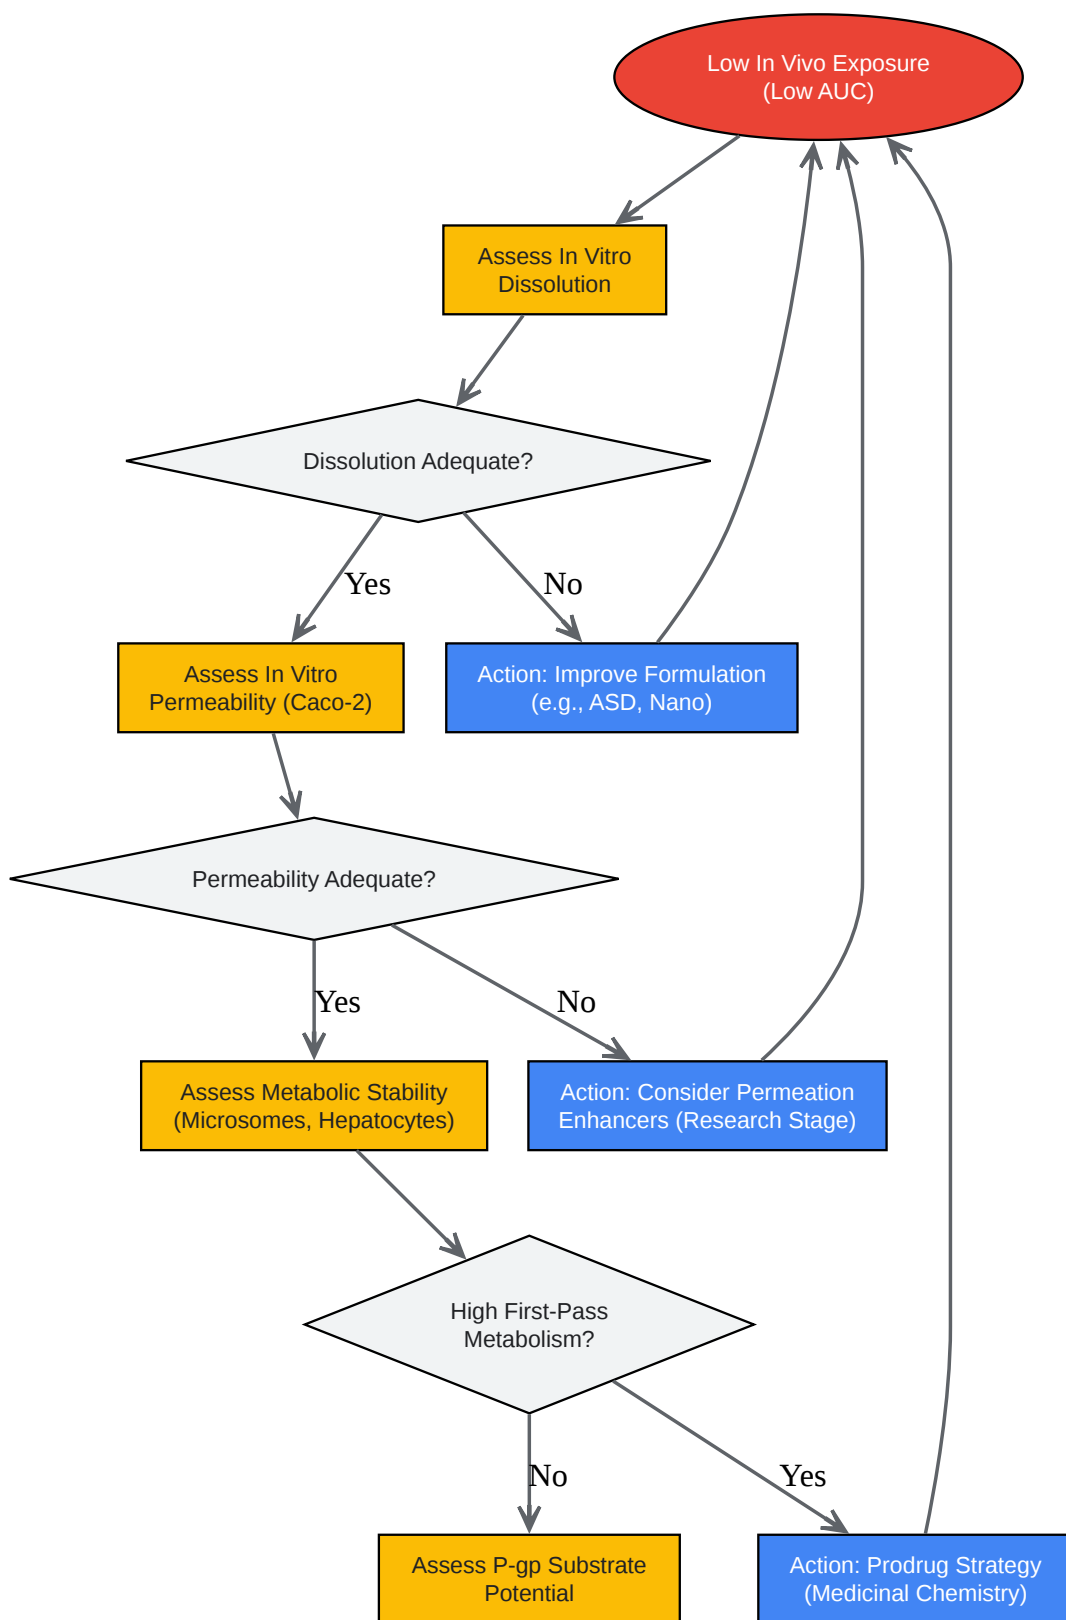 Low In Vivo Exposure
(Low AUC)
Assess In Vitro
Dissolution
Dissolution Adequate?
Yes
No
Assess In Vitro
Permeability (Caco-2)
Action: Improve Formulation
(e.g., ASD, Nano)
Permeability Adequate?
Yes
No
Assess Metabolic Stability
(Microsomes, Hepatocytes)
Action: Consider Permeation
Enhancers (Research Stage)
High First-Pass
Metabolism?
No
Yes
Assess P-gp Substrate
Potential
Action: Prodrug Strategy
(Medicinal Chemistry)